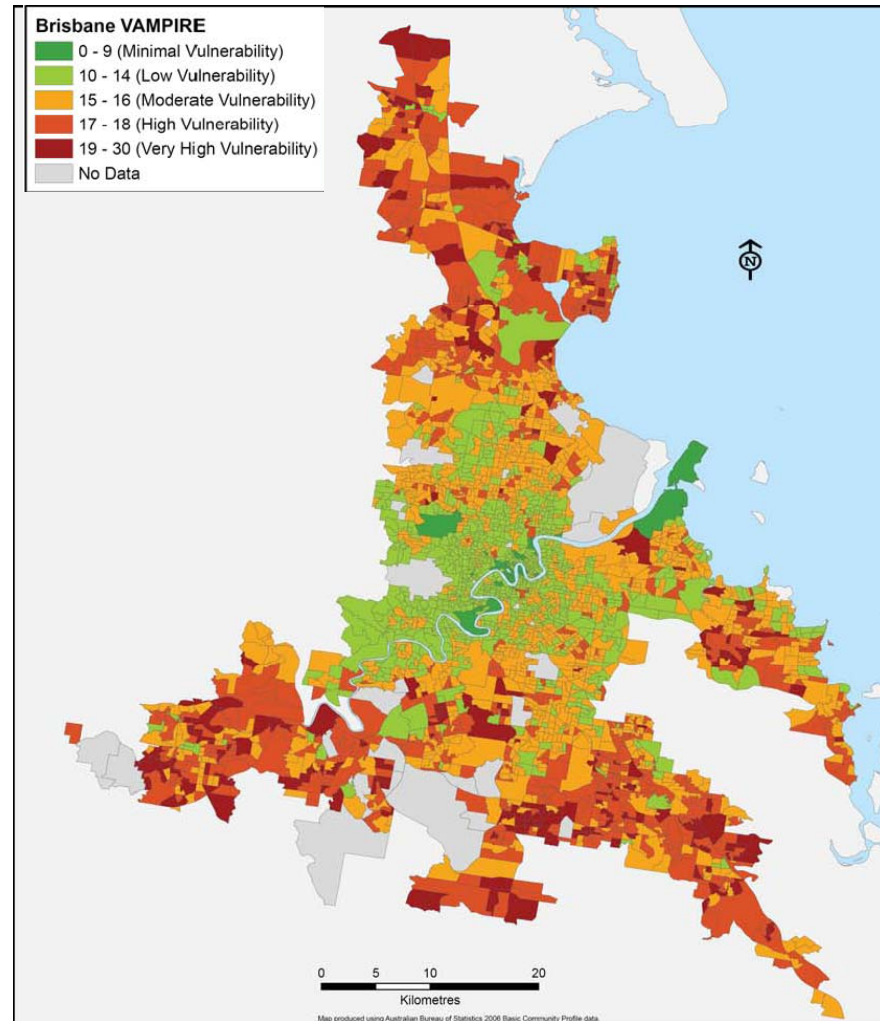 Brisbane VAMPIRE
0 - 9 (Minimal Vulnerability)
10 - 14 (Low Vulnerability)
15 - 16 (Moderate Vulnerability)
17 - 18 (High Vulnerability)
19 - 30 (Very High Vulnerability)
No Data
N
0 5 10 20
Kilometres
Map produced using Australian Bureau of Statistics 2006 Basic Community Profile data.